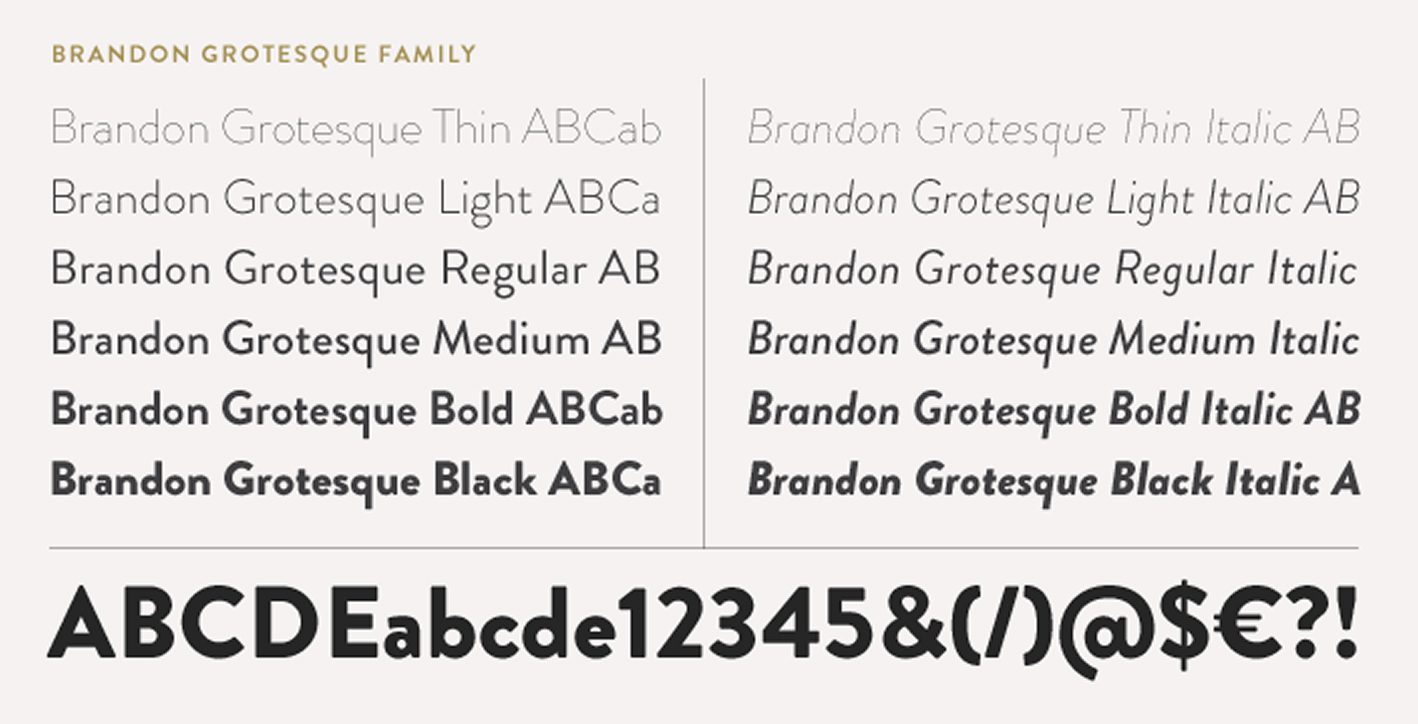 BRANDON GROTESQUE FAMILY
Brandon Grotesque Thin ABCab
Brandon Grotesque Light ABCa
Brandon Grotesque Regular AB
Brandon Grotesque Medium AB
Brandon Grotesque Bold ABCab
Brandon Grotesque Black ABCa
Brandon Grotesque Thin Italic AB
Brandon Grotesque Light Italic AB
Brandon Grotesque Regular Italic
Brandon Grotesque Medium Italic
Brandon Grotesque Bold Italic AB
Brandon Grotesque Black Italic A
ABCDEabcde12345&(/)@$€?!